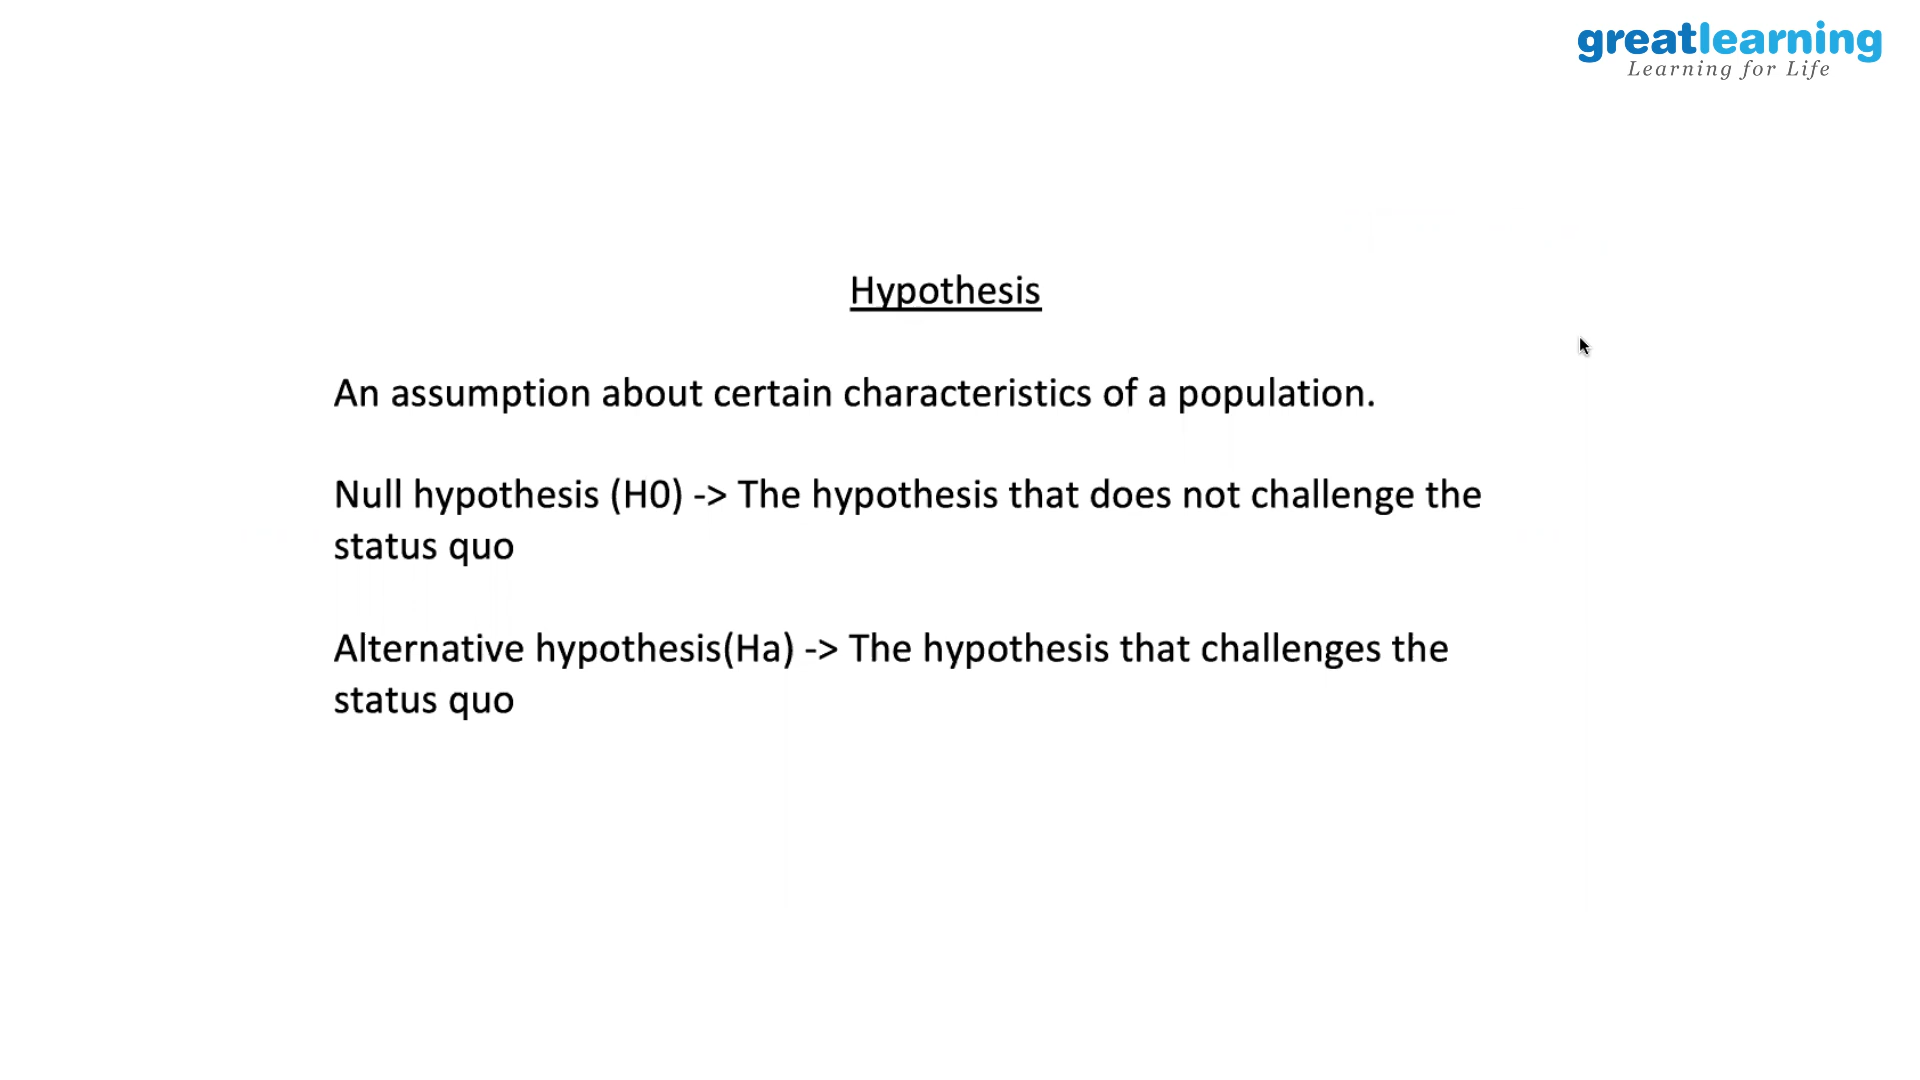 greatlearning
Learning for Life
Hypothesis
An assumption about certain characteristics of a population.
Null hypothesis (H0) -> The hypothesis that does not challenge the
status quo
Alternative hypothesis(Ha) -> The hypothesis that challenges the
status quo